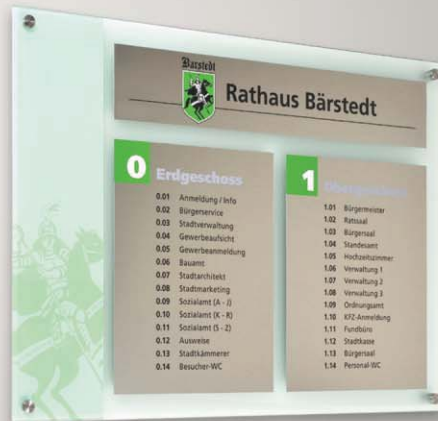 Barstedt
Rathaus Bärstedt
0 Erdgeschoss
0.01 Anmeldung / Info
0.02 Bürgerservice
0.03 Stadtverwaltung
0.04 Gewerbeaufsicht
0.05 Gewerbeanmeldung
0.06 Bauamt
0.07 Stadtarchitekt
0.08 Stadtmarketing
0.09 Sozialamt (A - J)
0.10 Sozialamt (K - R)
0.11 Sozialamt (S - Z)
0.12 Ausweise
0.13 Stadtkämmerer
0.14 Besucher-WC
1 Obergeschoss
1.01 Bürgermeister
1.02 Ratssaal
1.03 Bürgersaal
1.04 Standesamt
1.05 Hochzeitszimmer
1.06 Verwaltung 1
1.07 Verwaltung 2
1.08 Verwaltung 3
1.09 Ordnungsamt
1.10 KFZ-Anmeldung
1.11 Fundbüro
1.12 Stadtkasse
1.13 Bürgersaal
1.14 Personal-WC